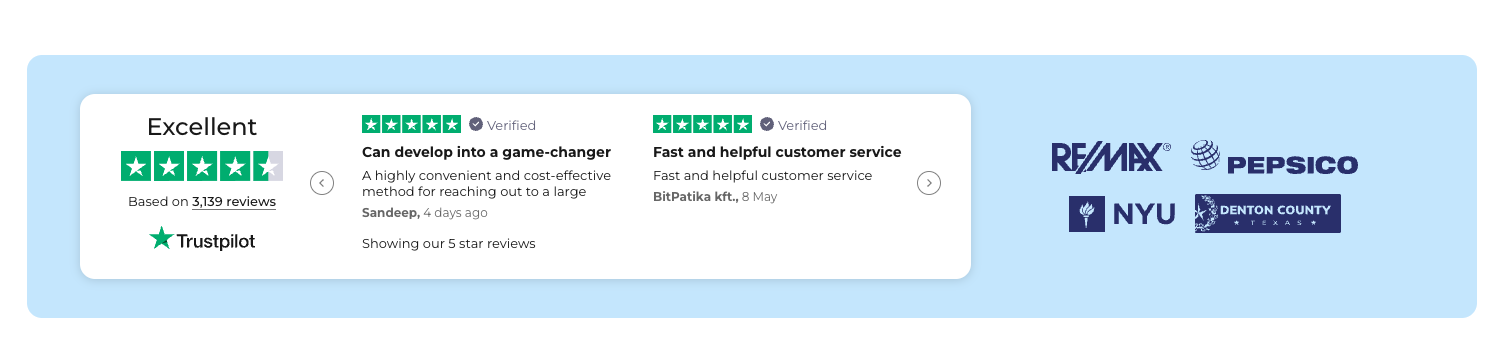 Excellent
Based on 3,139 reviews
Trustpilot
Verified
Can develop into a game-changer
A highly convenient and cost-effective
method for reaching out to a large
Sandeep, 4 days ago
Showing our 5 star reviews
Verified
Fast and helpful customer service
Fast and helpful customer service
BitPatika kft., 8 May
RE/MAX®
PEPSICO
NYU
DENTON COUNTY
TEXAS